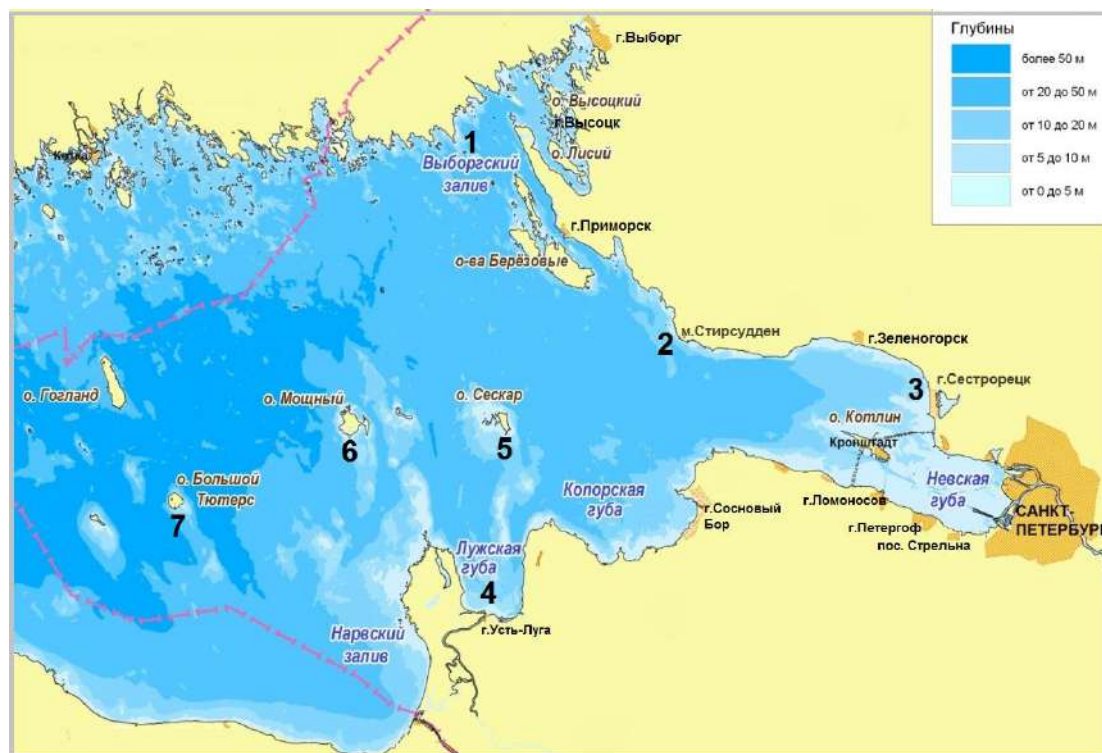 Глубины
более 50 м
от 20 до 50 м
от 10 до 20 м
от 5 до 10 м
от 0 до 5 м
г.Выборг
о. Высоцкий
г.Высоцк
1
о. Лисий
Котка
Выборгский
залив
г.Приморск
о-ва Берёзовые
м.Стирсудден
2
г.Зеленогорск
3
г.Сестрорецк
о. Гогланд
о. Мощный
о. Сескар
о. Котлин
6
5
Кронштадт
о. Большой
Тютерс
7
Копорская
губа
г.Сосновый
Бор
Невская
губа
г.Ломоносов
г.Петергоф
пос. Стрельна
САНКТ-
ПЕТЕРБУРГ
Лужская
губа
4
г.Усть-Луга
Нарвский
залив